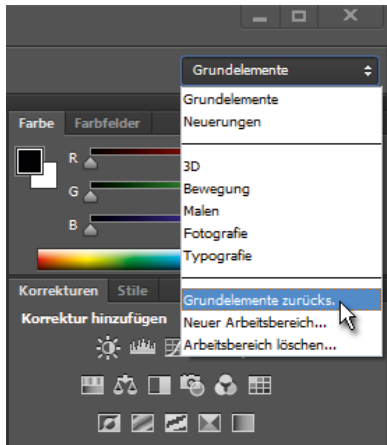 Grundelemente
Grundelemente
Neuerungen
3D
Bewegung
Malen
Fotografie
Typografie
Grundelemente zurücks.
Neuer Arbeitsbereich...
Arbeitsbereich löschen...
Farbe Farbfelder
R
G
B
Korrekturen Stile
Korrektur hinzufügen